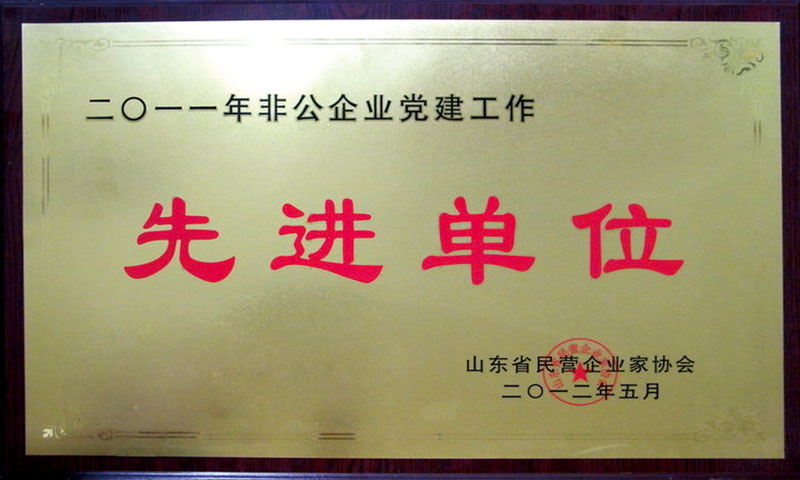 二〇一一年非公企业党建工作
先进单位
山东省民营企业家协会
二〇一二年五月